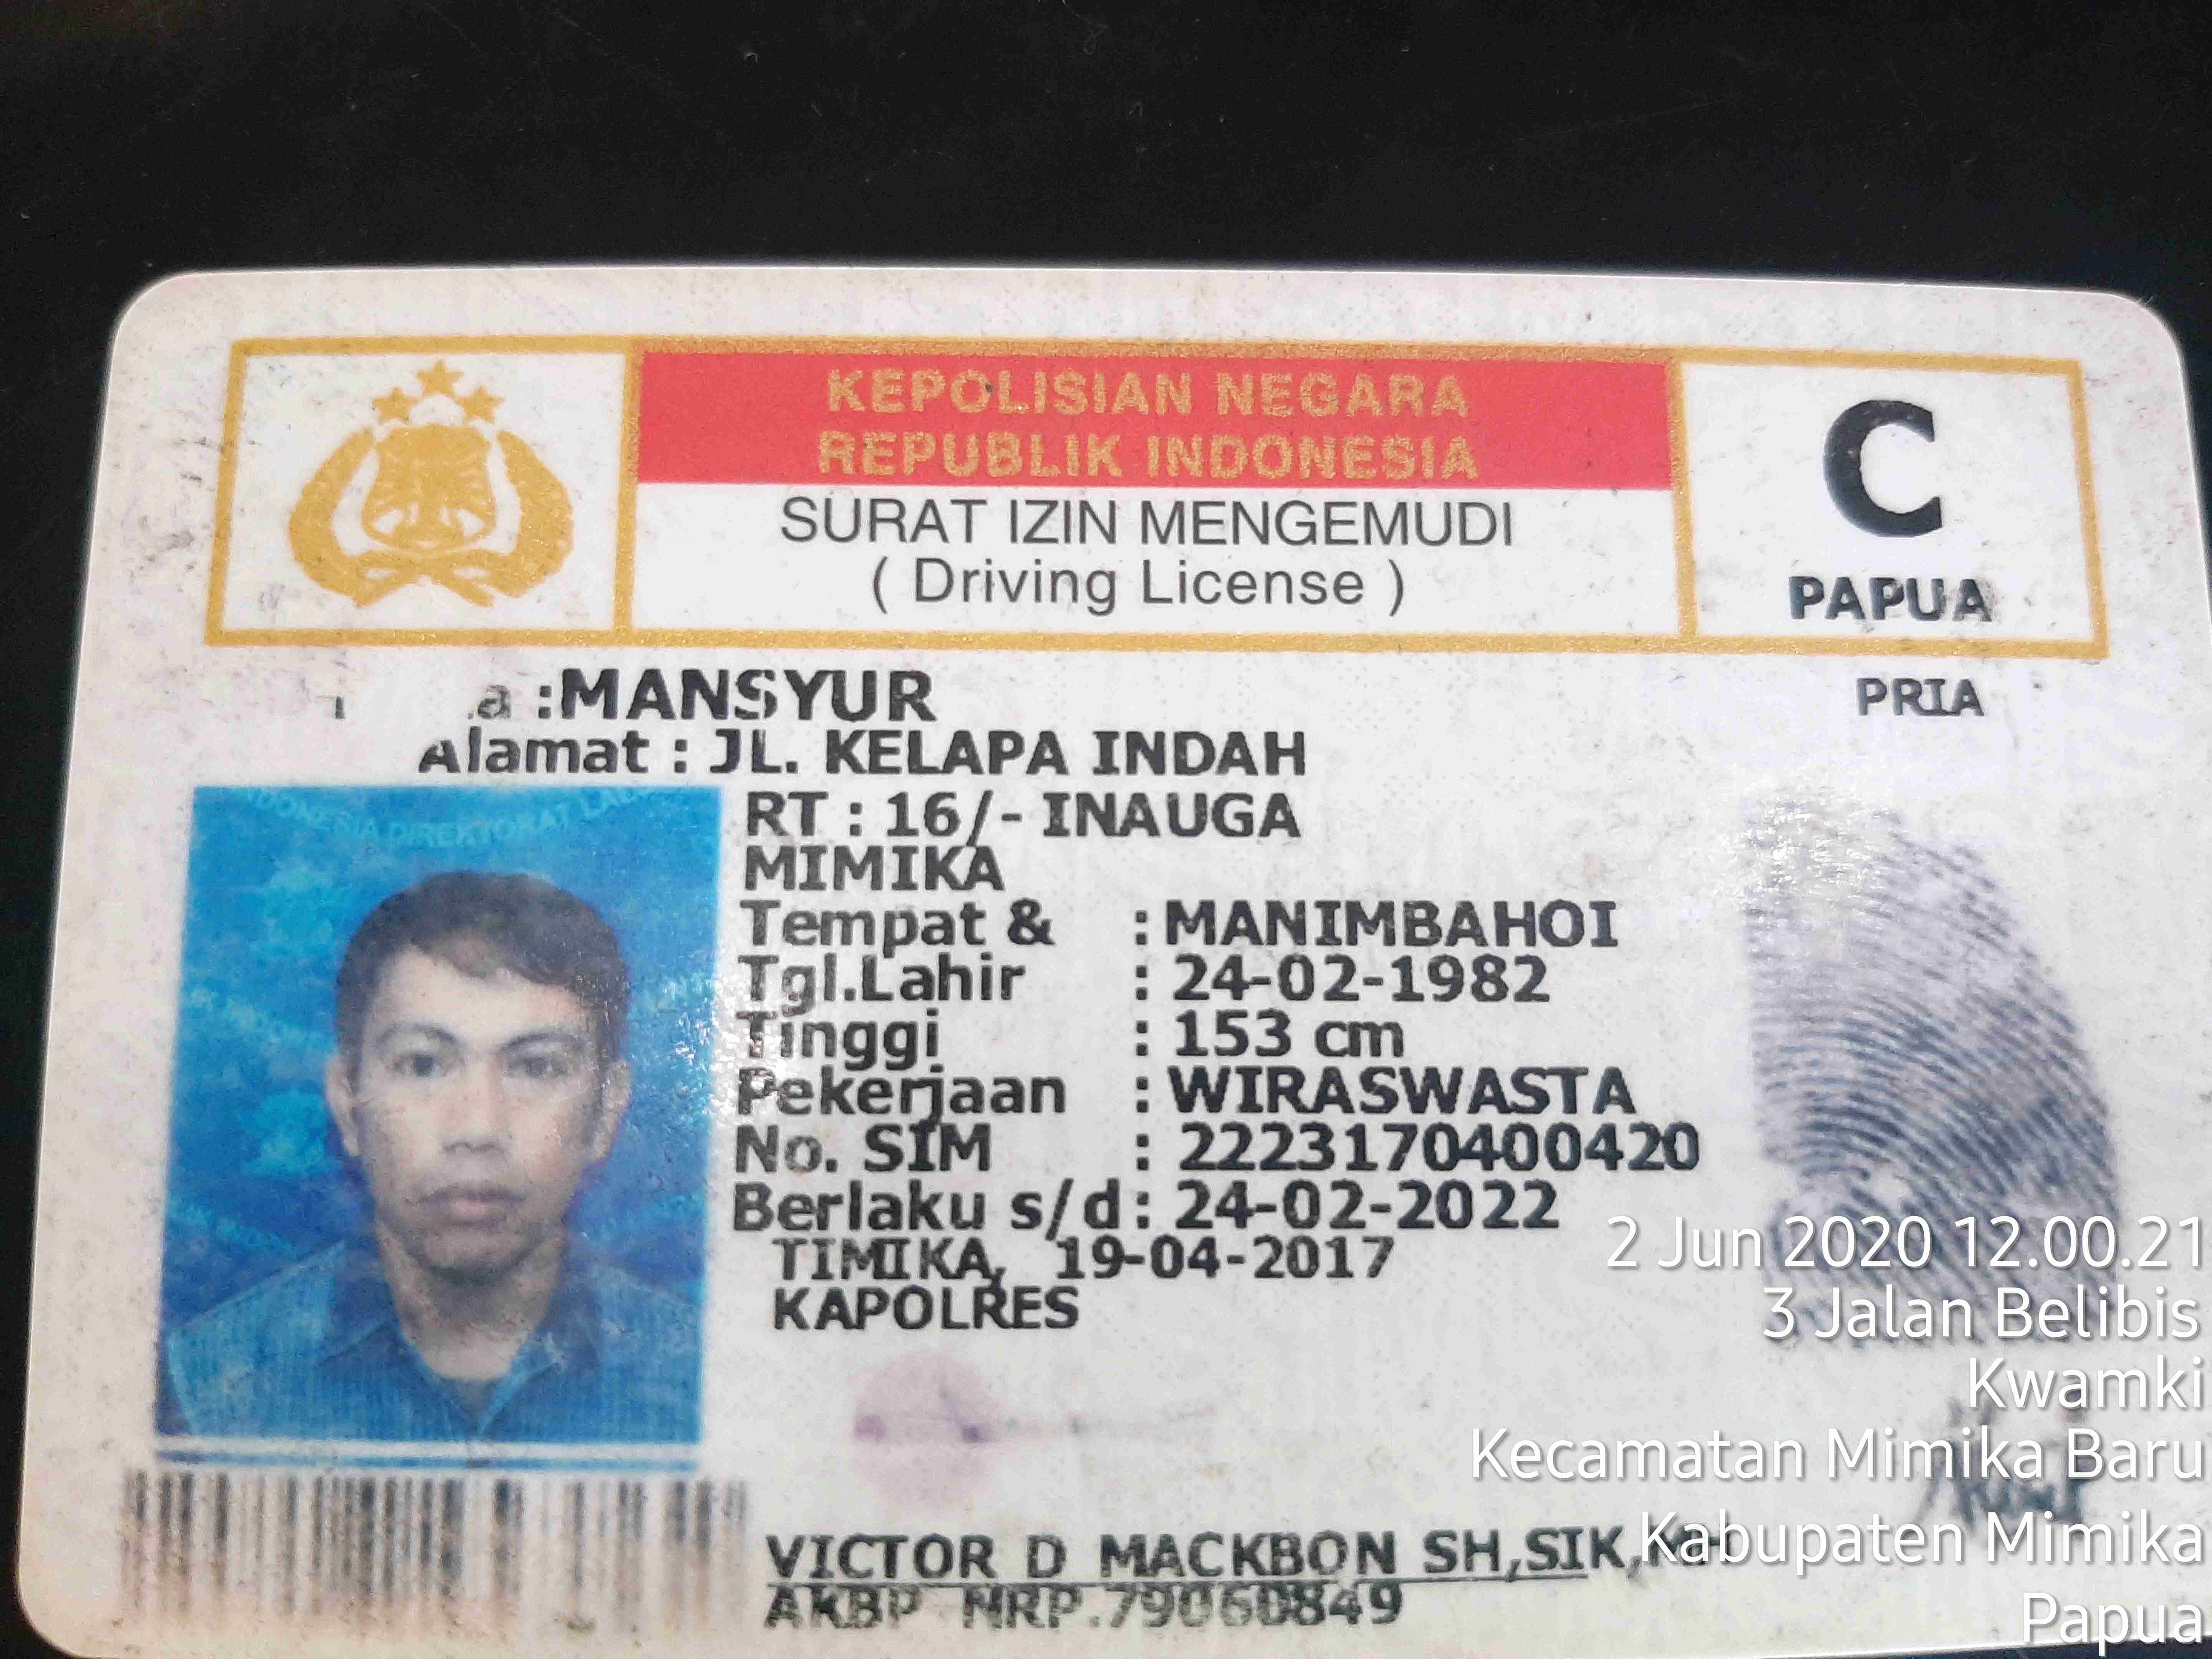 KEPOLISIAN NEGARA
REPUBLIK INDONESIA
SURAT IZIN MENGEMUDI
( Driving License )
C
PAPUA
:MANSYUR
PRIA
Alamat : JL. KELAPA INDAH
RT : 16/- INAUGA
MIMIKA
Tempat & : MANIMBAHOI
Tgl.Lahir : 24-02-1982
Tinggi : 153 cm
Pekerjaan : WIRASWASTA
No. SIM : 2223170400420
Berlaku s/d : 24-02-2022
TIMIKA, 19-04-2017
KAPOLRES
VICTOR D MACKBON SH,SIK,MH
AKBP NRP.79060849
2 Jun 2020 12.00.21
3 Jalan Belibis
Kwamki
Kecamatan Mimika Baru
Kabupaten Mimika
Papua